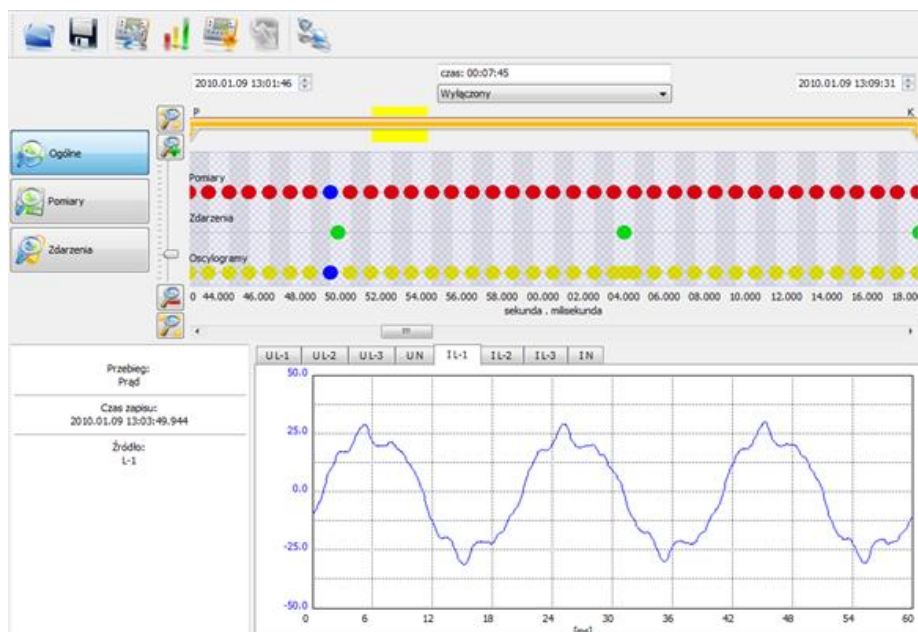 czas: 00:07:45
2010.01.09 13:01:46
Wyłączony
2010.01.09 13:09:31
P
K
Ogólne
Pomiary
Zdarzenia
Pomiary
Zdarzenia
Oscylogramy
0 44.000 46.000 48.000 50.000 52.000 54.000 56.000 58.000 00.000 02.000 04.000 06.000 08.000 10.000 12.000 14.000 16.000 18.00
sekunda . milisekunda
Przebieg:
Prąd
Czas zapisu:
2010.01.09 13:03:49.944
Źródło:
L-1
UL-1 UL-2 UL-3 UN IL-1 IL-2 IL-3 IN
50.0
25.0
0.0
-25.0
-50.0
0 6 12 18 24 30 36 42 48 54 60
[ms]